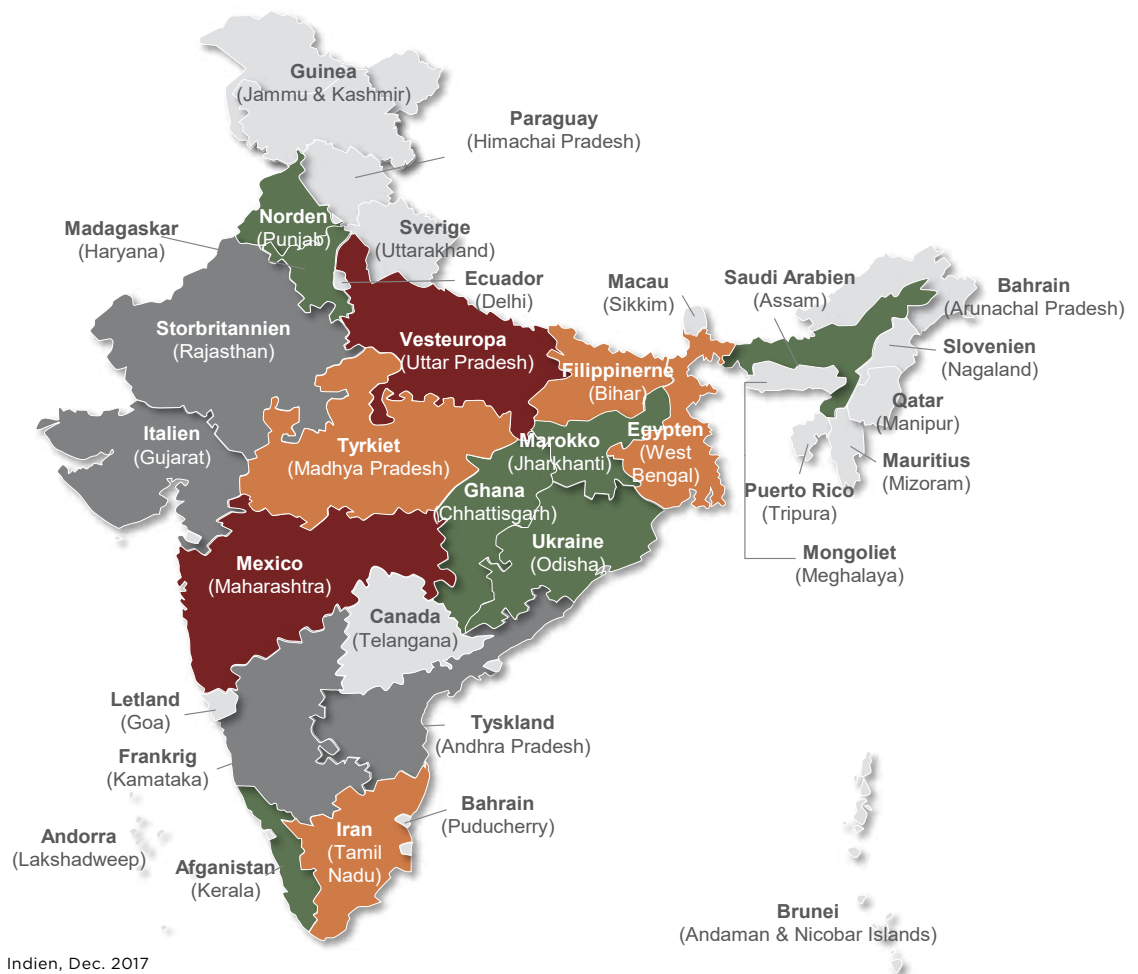 Guinea
(Jammu & Kashmir)
Paraguay
(Himachai Pradesh)
Norden
(Punjab)
Madagaskar
(Haryana)
Sverige
(Uttarakhand)
Ecuador
(Delhi)
Macau
(Sikkim)
Saudi Arabien
(Assam)
Bahrain
(Arunachal Pradesh)
Storbritannien
(Rajasthan)
Vesteuropa
(Uttar Pradesh)
Slovenien
(Nagaland)
Filippinerne
(Bihar)
Qatar
(Manipur)
Italien
(Gujarat)
Tyrkiet
(Madhya Pradesh)
Marokko
(Jharkhanti)
Egypten
(West
Bengal)
Mauritius
(Mizoram)
Ghana
(Chhattisgarh)
Puerto Rico
(Tripura)
Ukraine
(Odisha)
Mongoliet
(Meghalaya)
Mexico
(Maharashtra)
Canada
(Telangana)
Letland
(Goa)
Tyskland
(Andhra Pradesh)
Frankrig
(Kamataka)
Bahrain
(Puducherry)
Andorra
(Lakshadweep)
Iran
(Tamil
Nadu)
Afganistan
(Kerala)
Brunei
(Andaman & Nicobar Islands)
Indien, Dec. 2017